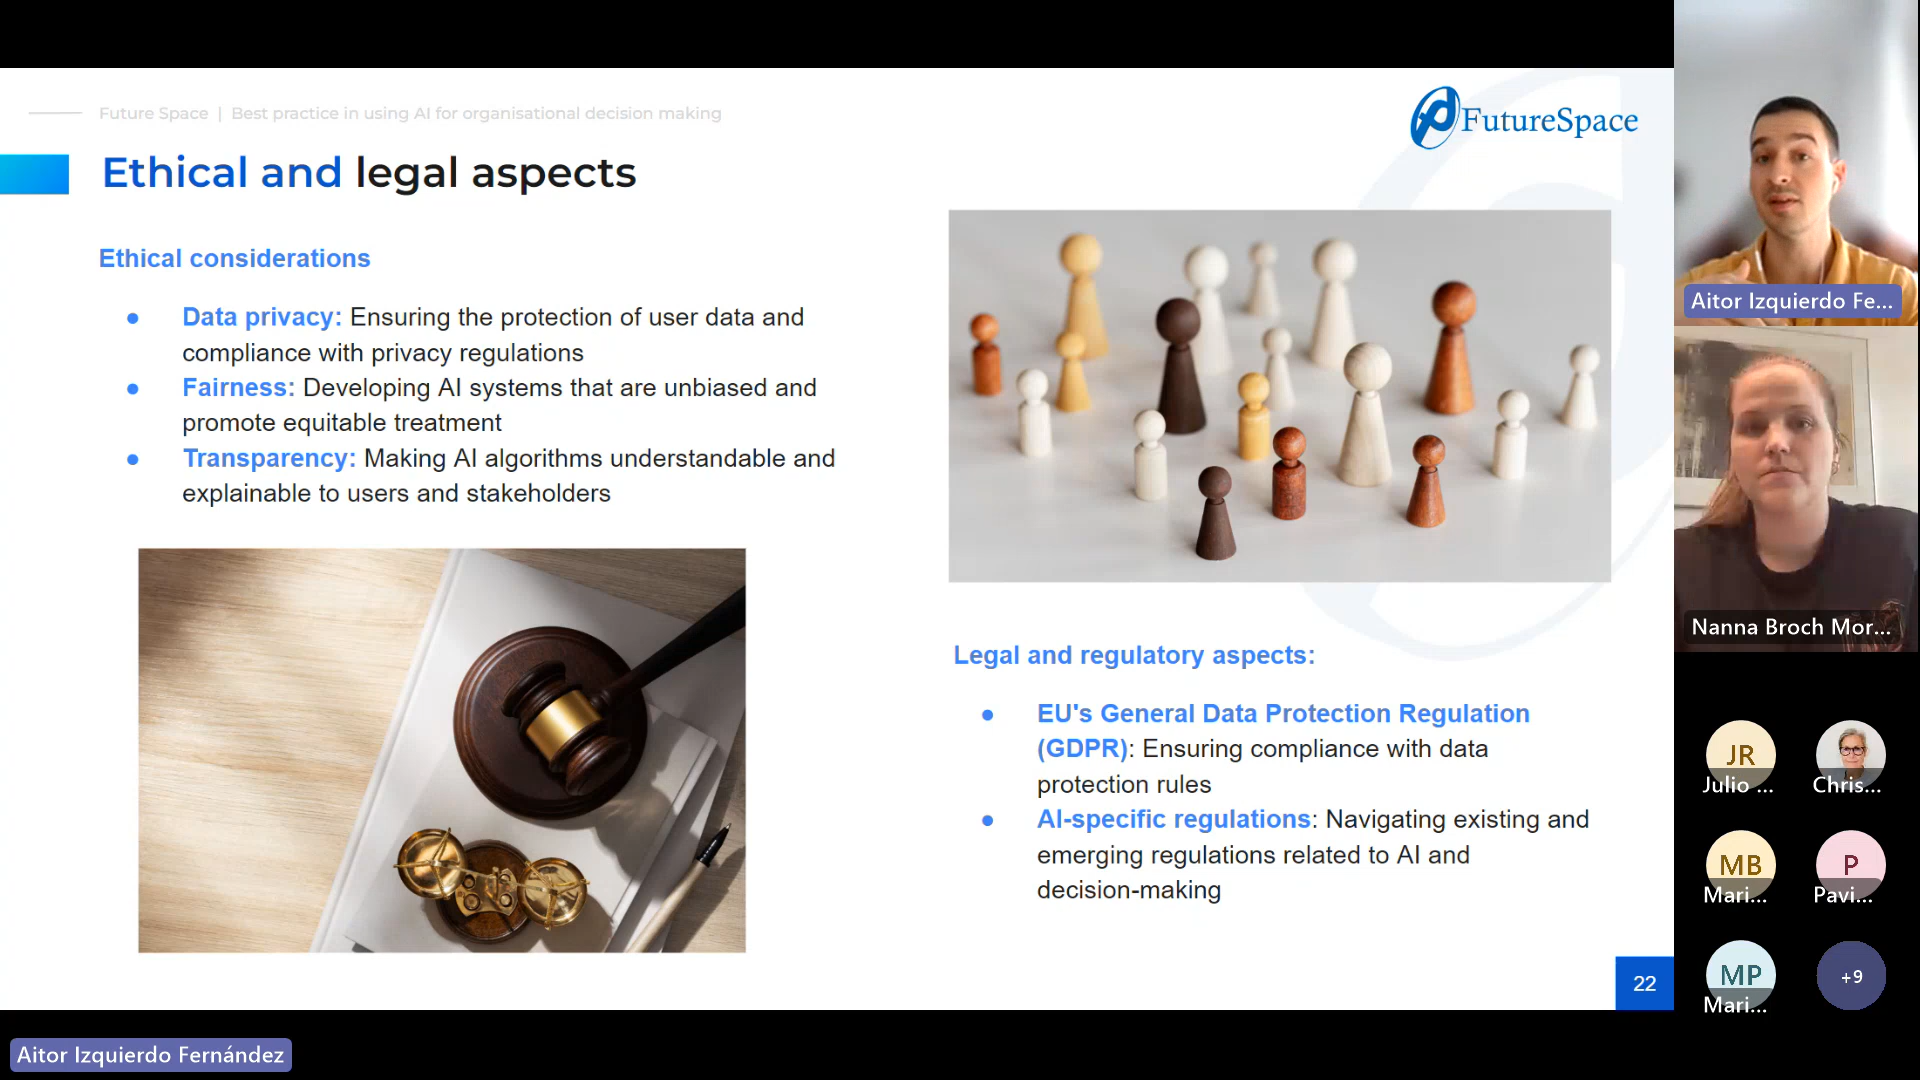 Future Space | Best practice in using AI for organisational decision making
FutureSpace
Ethical and legal aspects
Ethical considerations
● Data privacy: Ensuring the protection of user data and
compliance with privacy regulations
● Fairness: Developing AI systems that are unbiased and
promote equitable treatment
● Transparency: Making AI algorithms understandable and
explainable to users and stakeholders
Legal and regulatory aspects:
● EU's General Data Protection Regulation
(GDPR): Ensuring compliance with data
protection rules
● AI-specific regulations: Navigating existing and
emerging regulations related to AI and
decision-making
22
Aitor Izquierdo Fe...
Nanna Broch Mor...
JR
Julio ...
Chris...
MB
Mari...
P
Pavi...
MP
Mari...
+9
Aitor Izquierdo Fernández